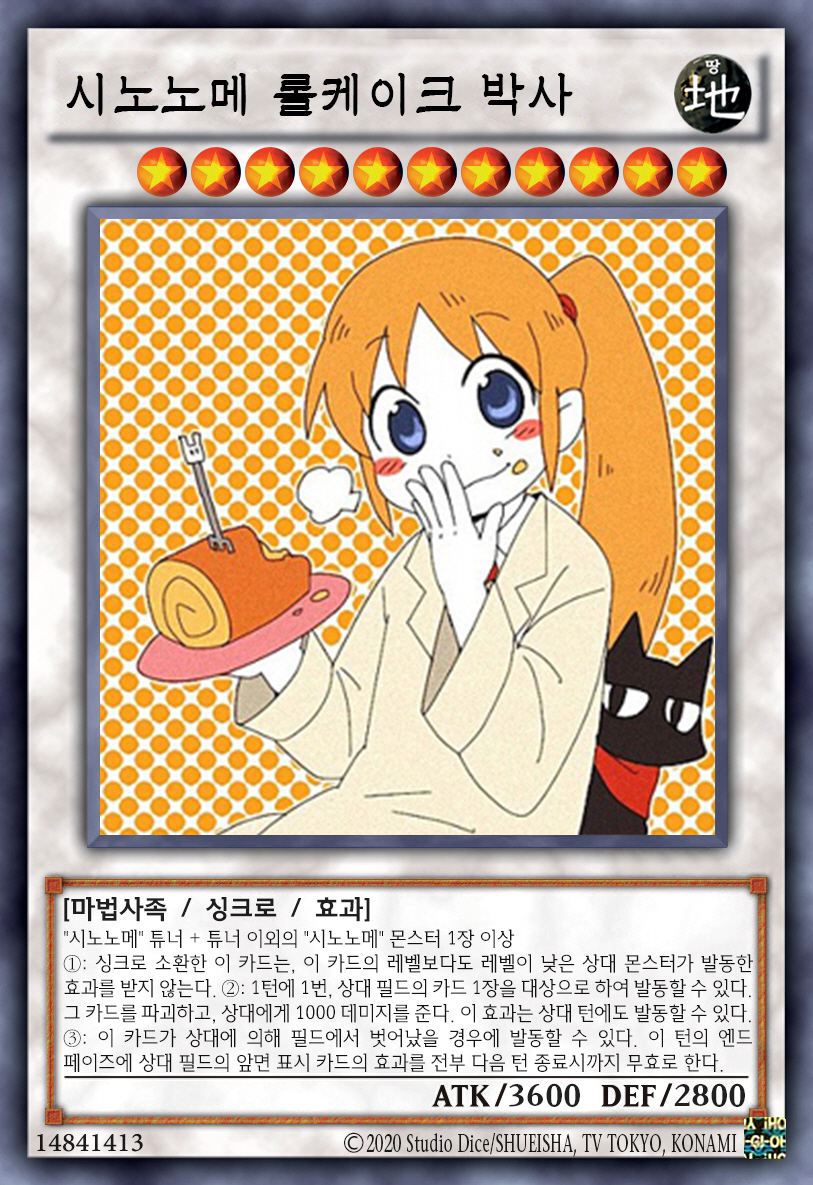 시노노메 롤케이크 박사
땅
地
[마법사족 / 싱크로 / 효과]
"시노노메" 튜너 + 튜너 이외의 "시노노메" 몬스터 1장 이상
①: 싱크로 소환한 이 카드는, 이 카드의 레벨보다도 레벨이 낮은 상대 몬스터가 발동한
효과를 받지 않는다. ②: 1턴에 1번, 상대 필드의 카드 1장을 대상으로 하여 발동할 수 있다.
그 카드를 파괴하고, 상대에게 1000 데미지를 준다. 이 효과는 상대 턴에도 발동할 수 있다.
③: 이 카드가 상대에 의해 필드에서 벗어났을 경우에 발동할 수 있다. 이 턴의 엔드
페이즈에 상대 필드의 앞면 표시 카드의 효과를 전부 다음 턴 종료시까지 무효로 한다.
ATK/3600 DEF/2800
14841413 ©2020 Studio Dice/SHUEISHA, TV TOKYO, KONAMI